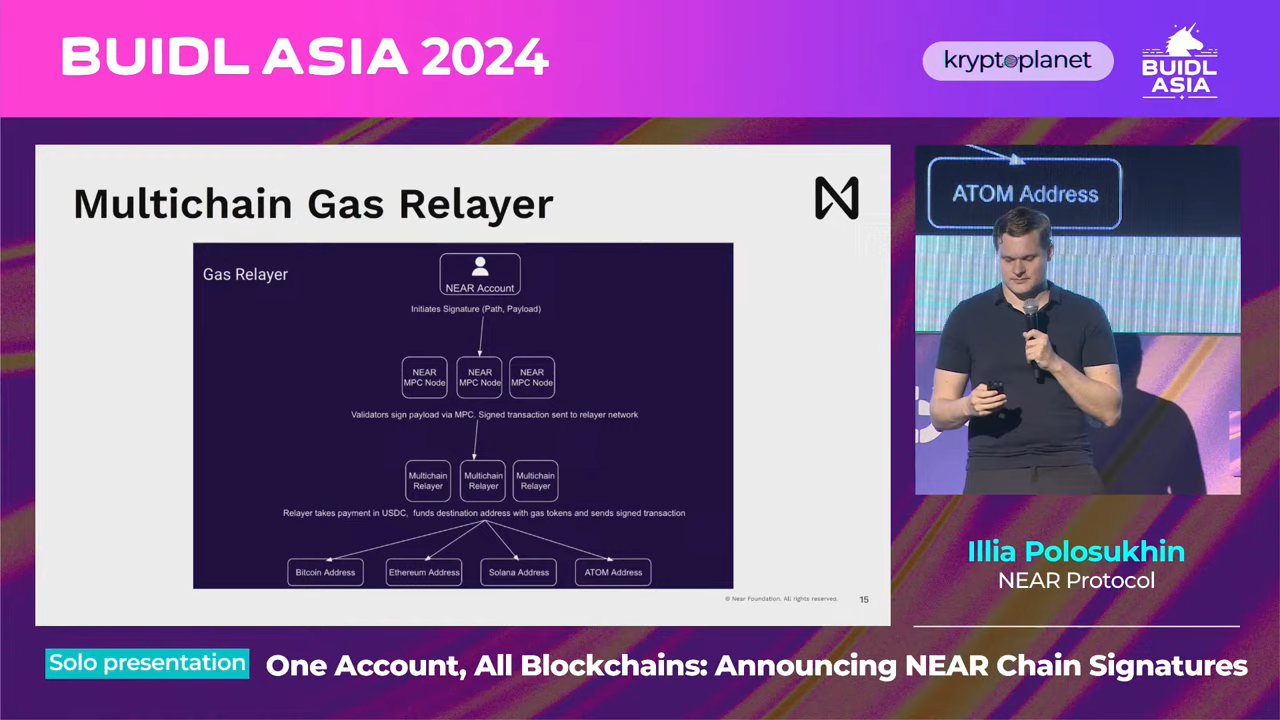 BUIDL ASIA 2024
kryptoplanet
BUIDL
ASIA
Multichain Gas Relayer
Gas Relayer
NEAR Account
Initiates Signature (Path, Payload)
NEAR
MPC Node
NEAR
MPC Node
NEAR
MPC Node
Validators sign payload via MPC. Signed transaction sent to relayer network
Multichain
Relayer
Multichain
Relayer
Multichain
Relayer
Relayer takes payment in USDC, funds destination address with gas tokens and sends signed transaction
Bitcoin Address
Ethereum Address
Solana Address
ATOM Address
© Near Foundation. All rights reserved.
15
ATOM Address
Illia Polosukhin
NEAR Protocol
Solo presentation
One Account, All Blockchains: Announcing NEAR Chain Signatures